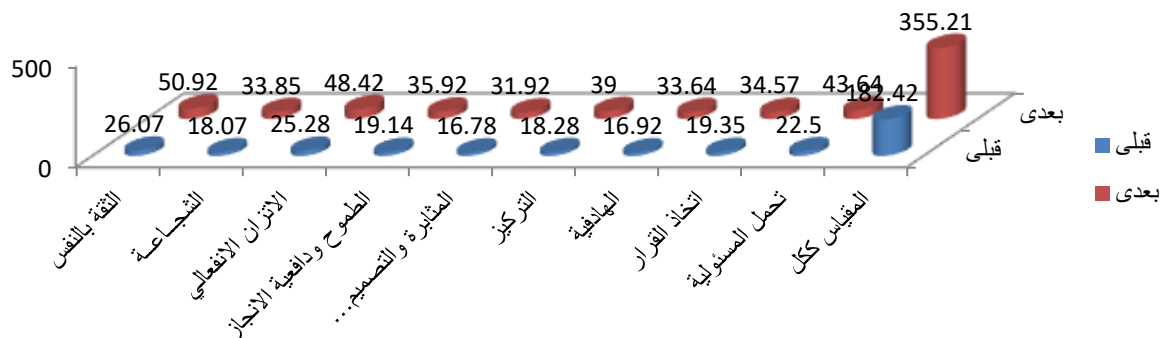 500
0
355.21
50.92
33.85
48.42
35.92
31.92
39
33.64
34.57
43.64
182.42
26.07
18.07
25.28
19.14
16.78
18.28
16.92
19.35
22.5
بعدى
قبلى
قبلى
بعدى
الثقة بالنفس
الشجــاعــة
الاتزان الانفعالي
الطموح ودافعية الانجاز
المثابرة والتصميم...
التركيز
الهادفية
اتخاذ القرار
تحمل المسئولية
المقياس ككل